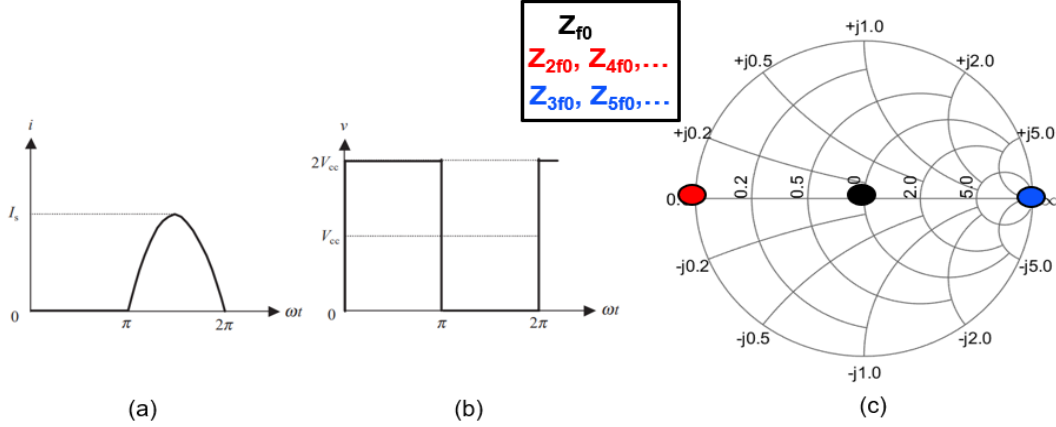 Z_f0
Z_2f0, Z_4f0,...
Z_3f0, Z_5f0,...
i
I_s
0
π
2π
ωt
(a)
v
2V_cc
V_cc
0
π
2π
ωt
(b)
+j1.0
+j0.5
+j2.0
+j0.2
+j5.0
0.
0.2
0.5
0
2.0
5.0
∞
-j0.2
-j5.0
-j0.5
-j2.0
-j1.0
(c)